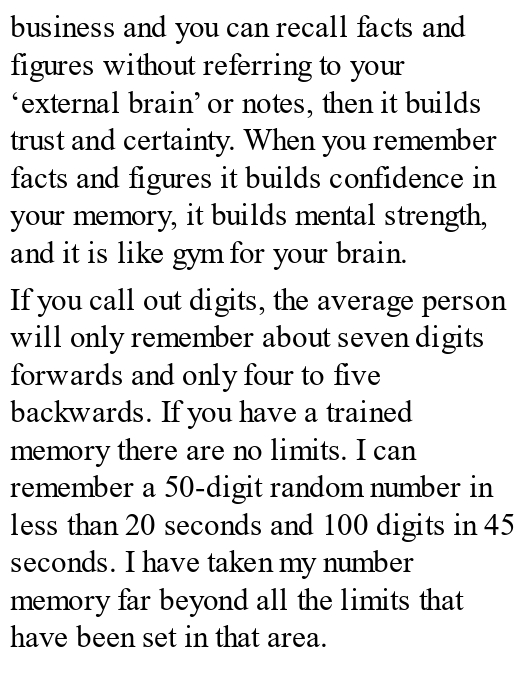 business and you can recall facts and
figures without referring to your
‘external brain’ or notes, then it builds
trust and certainty. When you remember
facts and figures it builds confidence in
your memory, it builds mental strength,
and it is like gym for your brain.
If you call out digits, the average person
will only remember about seven digits
forwards and only four to five
backwards. If you have a trained
memory there are no limits. I can
remember a 50-digit random number in
less than 20 seconds and 100 digits in 45
seconds. I have taken my number
memory far beyond all the limits that
have been set in that area.